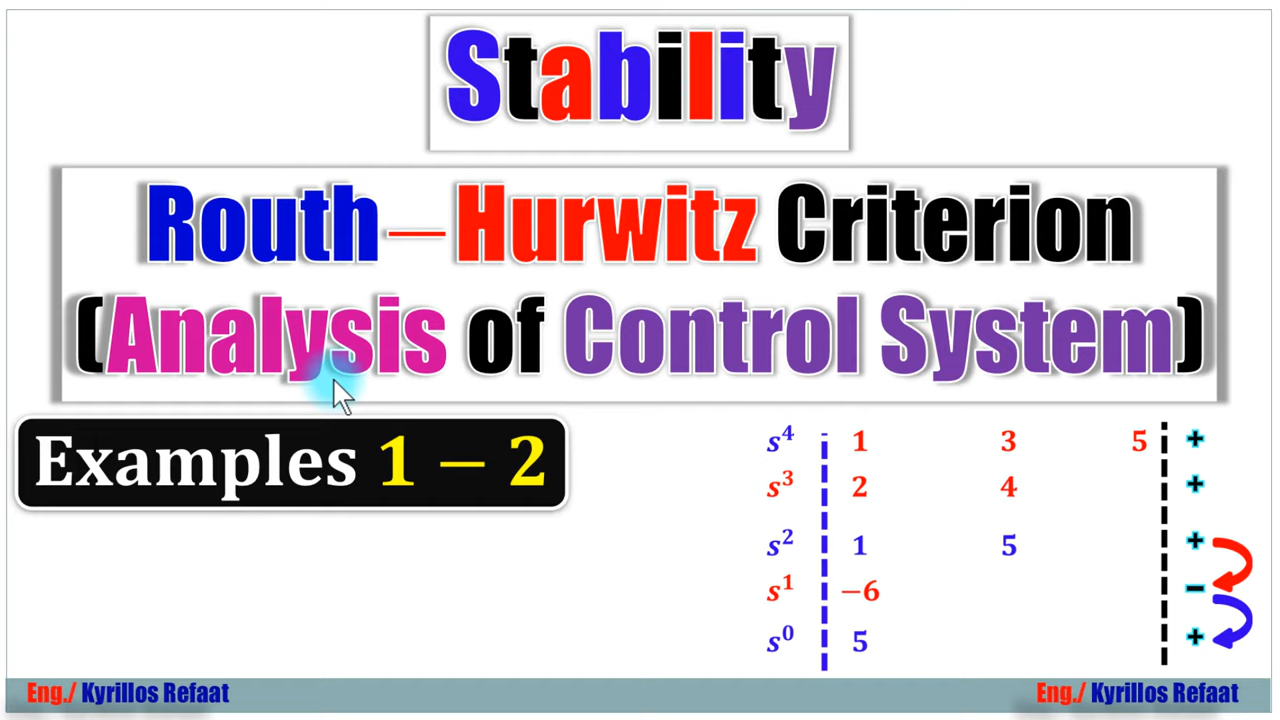 Stability
Routh–Hurwitz Criterion
(Analysis of Control System)
Examples 1 – 2
s⁴ 1 3 5 +
s³ 2 4 +
s² 1 5 +
s¹ −6 −
s⁰ 5 +
Eng./ Kyrillos Refaat
Eng./ Kyrillos Refaat